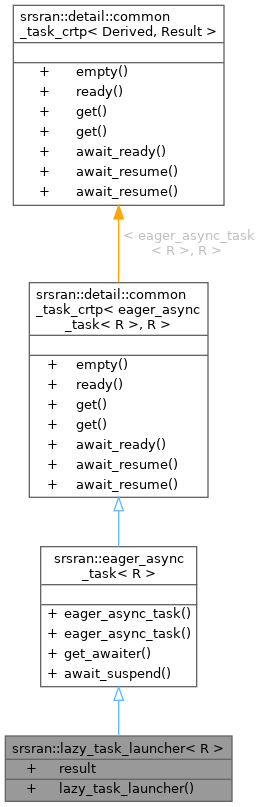 srsran::detail::common
_task_crtp< Derived, Result >
+ empty()
+ ready()
+ get()
+ get()
+ await_ready()
+ await_resume()
+ await_resume()
< eager_async_task
< R >, R >
srsran::detail::common
_task_crtp< eager_async
_task< R >, R >
+ empty()
+ ready()
+ get()
+ get()
+ await_ready()
+ await_resume()
+ await_resume()
srsran::eager_async
_task< R >
+ eager_async_task()
+ eager_async_task()
+ get_awaiter()
+ await_suspend()
srsran::lazy_task_launcher< R >
+ result
+ lazy_task_launcher()